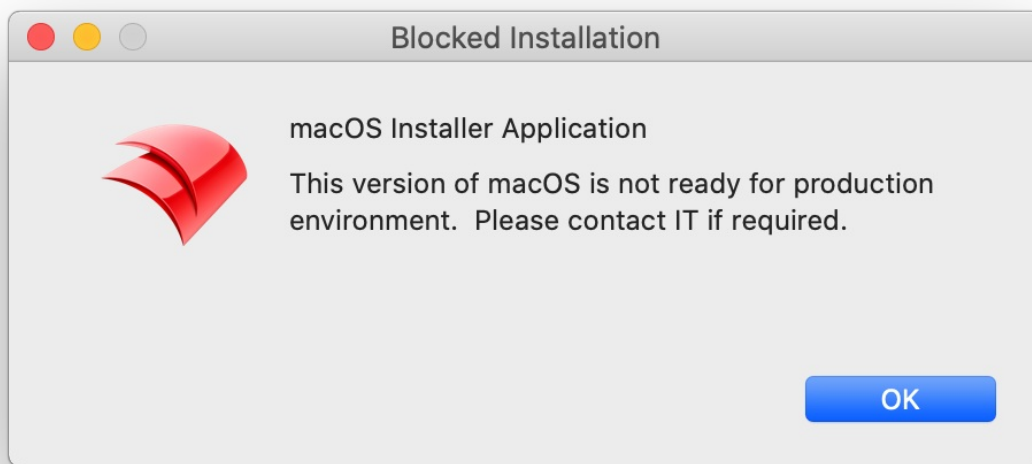 Blocked Installation
macOS Installer Application
This version of macOS is not ready for production
environment.  Please contact IT if required.
OK